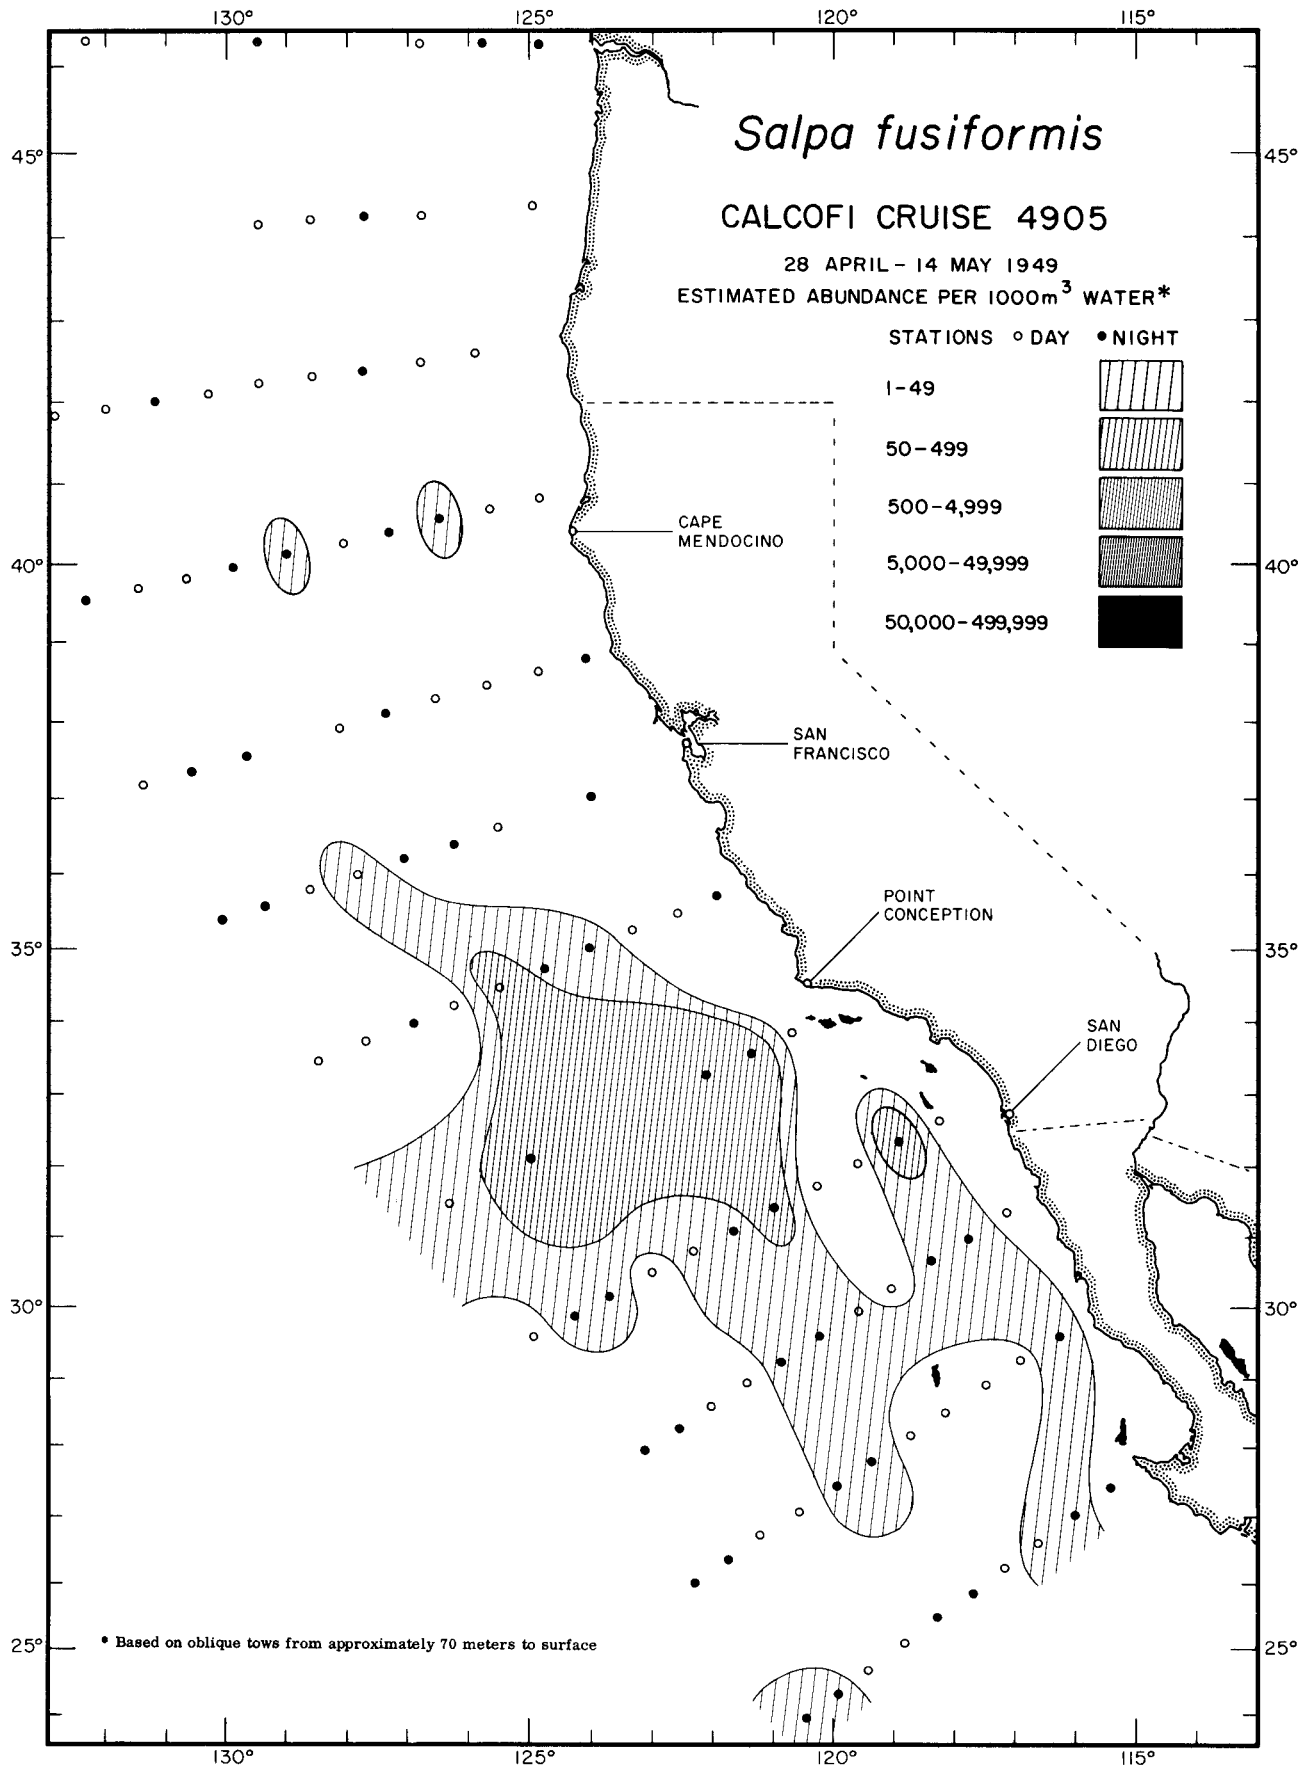 130° 125° 120° 115°
Salpa fusiformis
45° 45°
CALCOFI CRUISE 4905
28 APRIL – 14 MAY 1949
ESTIMATED ABUNDANCE PER 1000m³ WATER*
STATIONS ○ DAY ● NIGHT
1–49
50–499
500–4,999
5,000–49,999
50,000–499,999
CAPE
MENDOCINO
40° 40°
SAN
FRANCISCO
POINT
CONCEPTION
35° 35°
SAN
DIEGO
30° 30°
* Based on oblique tows from approximately 70 meters to surface
25° 25°
130° 125° 120° 115°